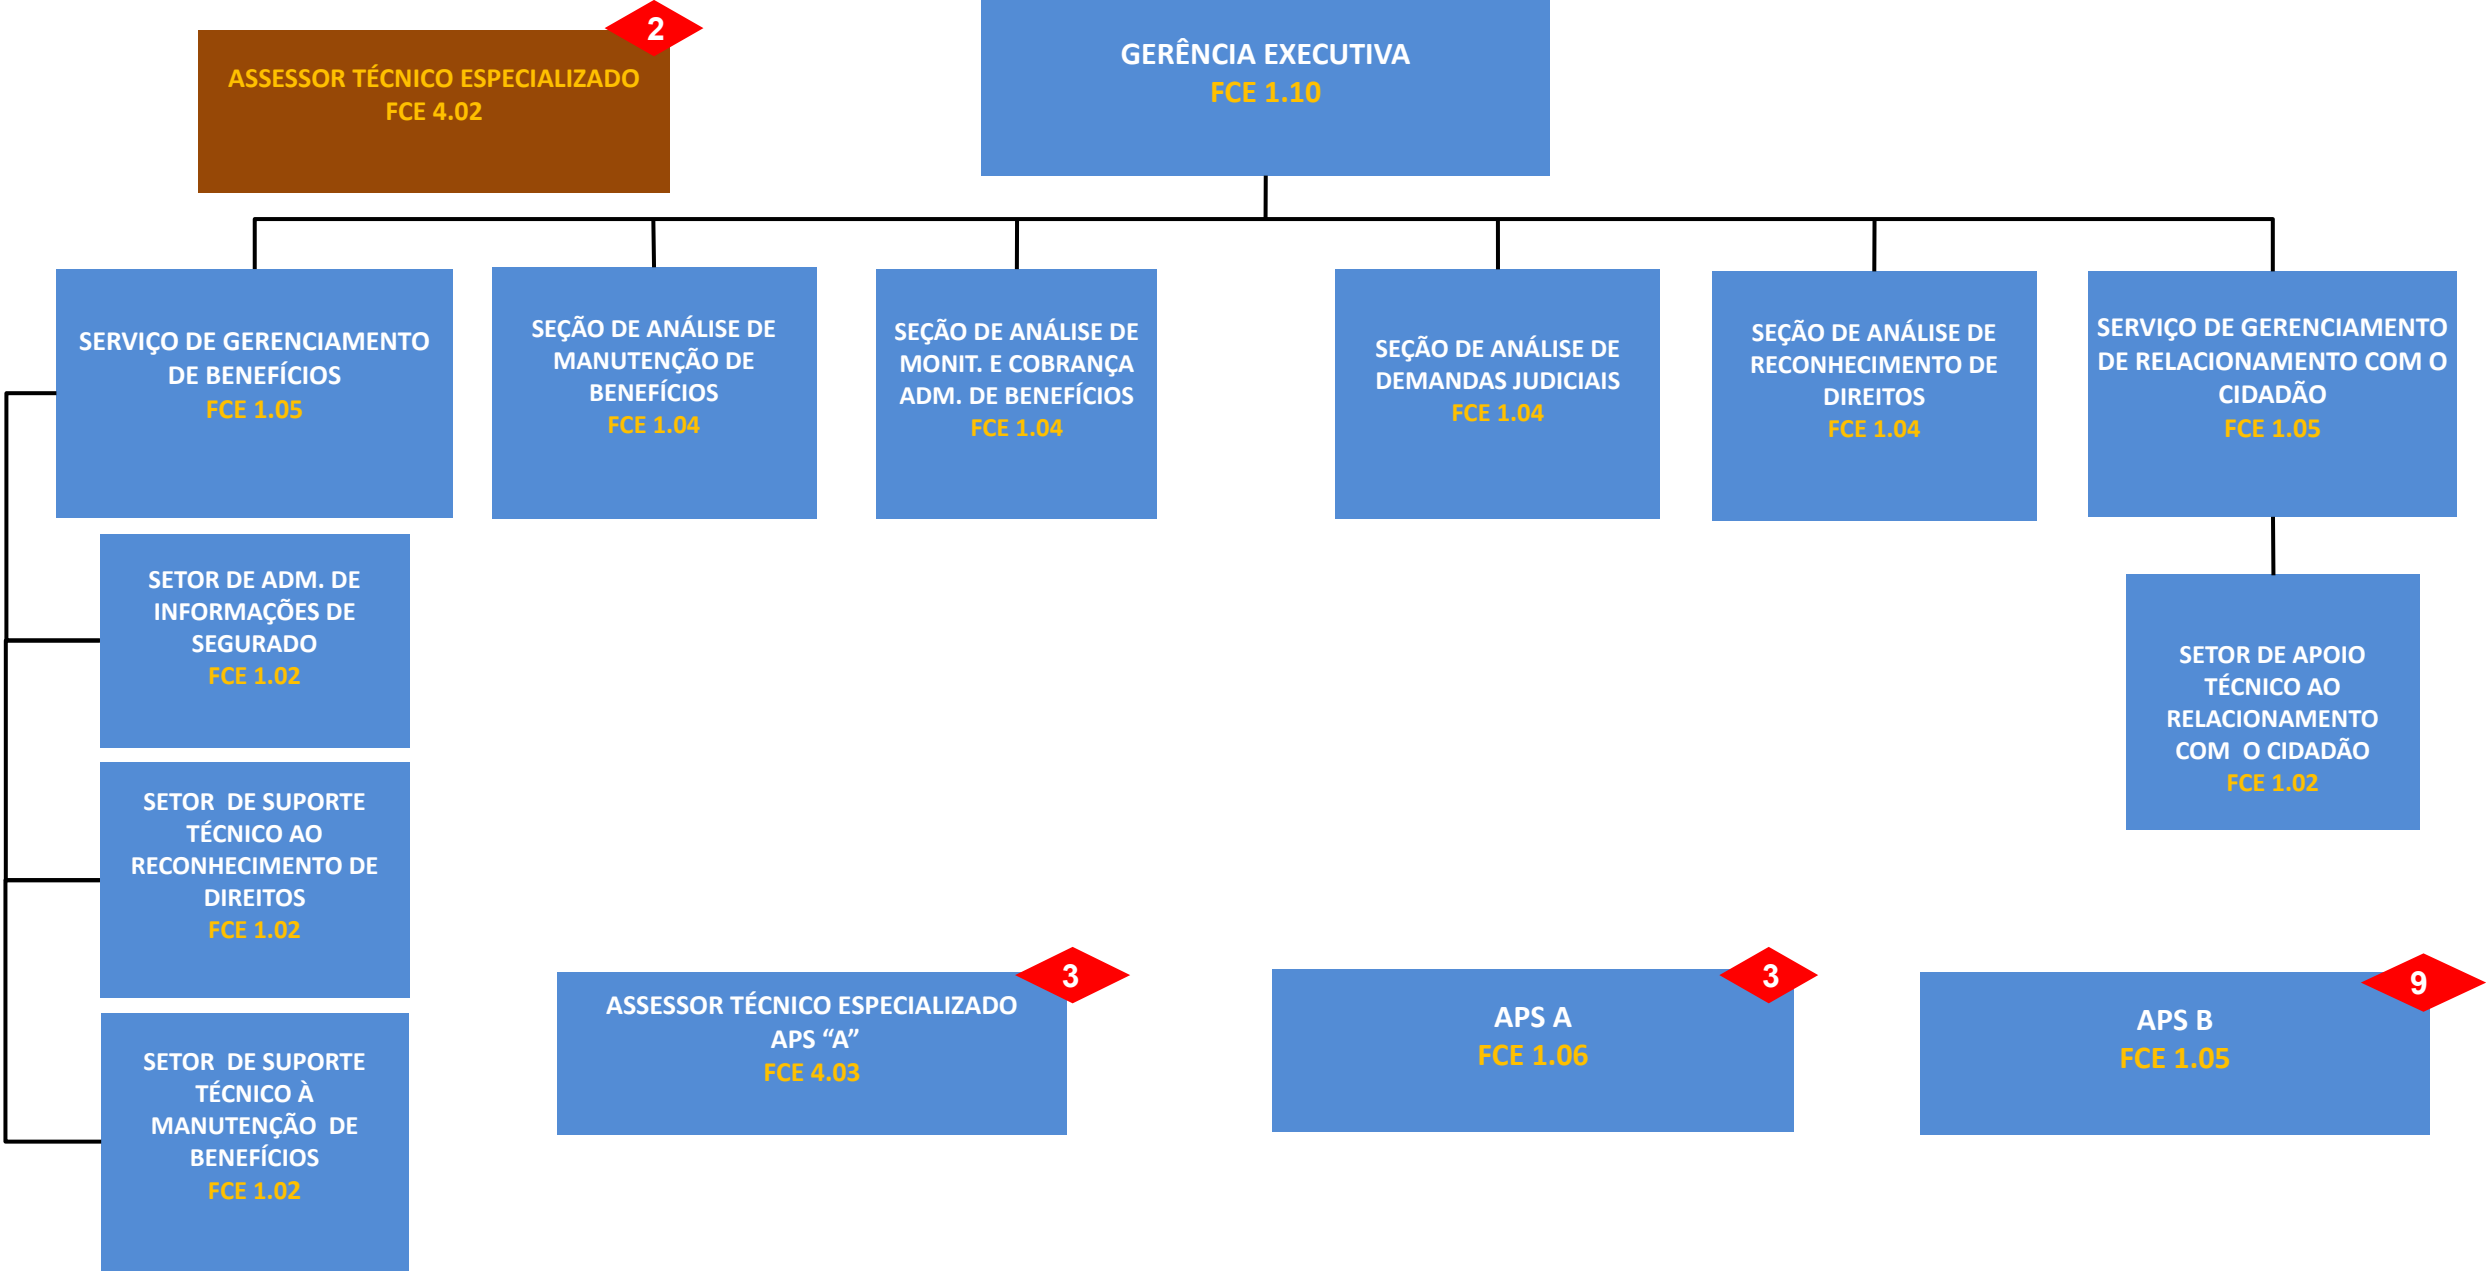 2
ASSESSOR TÉCNICO ESPECIALIZADO
FCE 4.02
GERÊNCIA EXECUTIVA
FCE 1.10
SERVIÇO DE GERENCIAMENTO
DE BENEFÍCIOS
FCE 1.05
SEÇÃO DE ANÁLISE DE
MANUTENÇÃO DE
BENEFÍCIOS
FCE 1.04
SEÇÃO DE ANÁLISE DE
MONIT. E COBRANÇA
ADM. DE BENEFÍCIOS
FCE 1.04
SEÇÃO DE ANÁLISE DE
DEMANDAS JUDICIAIS
FCE 1.04
SEÇÃO DE ANÁLISE DE
RECONHECIMENTO DE
DIREITOS
FCE 1.04
SERVIÇO DE GERENCIAMENTO
DE RELACIONAMENTO COM O
CIDADÃO
FCE 1.05
SETOR DE ADM. DE
INFORMAÇÕES DE
SEGURADO
FCE 1.02
SETOR DE APOIO
TÉCNICO AO
RELACIONAMENTO
COM O CIDADÃO
FCE 1.02
SETOR DE SUPORTE
TÉCNICO AO
RECONHECIMENTO DE
DIREITOS
FCE 1.02
SETOR DE SUPORTE
TÉCNICO À
MANUTENÇÃO DE
BENEFÍCIOS
FCE 1.02
3
ASSESSOR TÉCNICO ESPECIALIZADO
APS “A”
FCE 4.03
3
APS A
FCE 1.06
9
APS B
FCE 1.05